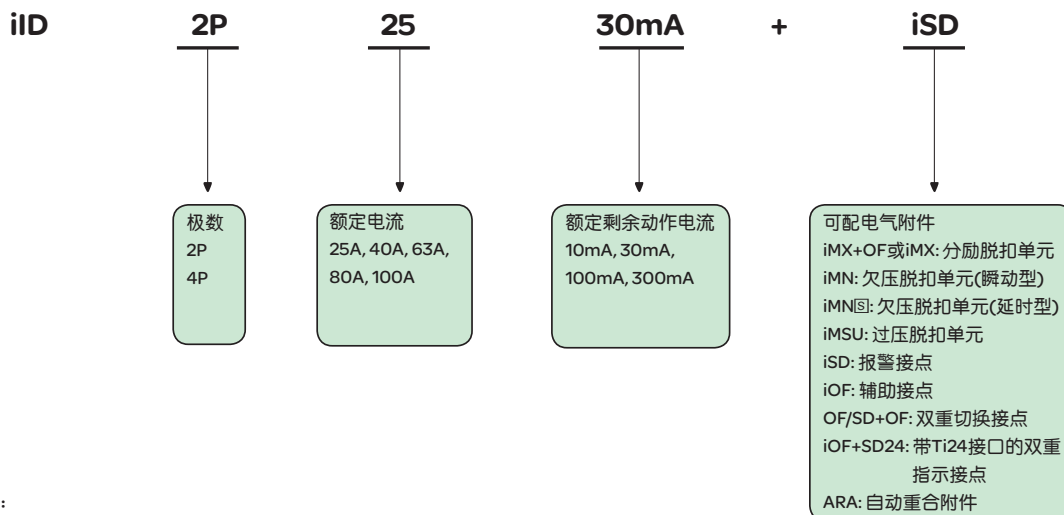 iID 2P 25 30mA + iSD
极数
2P
4P
额定电流
25A, 40A, 63A,
80A, 100A
额定剩余动作电流
10mA, 30mA,
100mA, 300mA
可配电气附件
iMX+OF或iMX: 分励脱扣单元
iMN: 欠压脱扣单元(瞬动型)
iMN🅂: 欠压脱扣单元(延时型)
iMSU: 过压脱扣单元
iSD: 报警接点
iOF: 辅助接点
OF/SD+OF: 双重切换接点
iOF+SD24: 带Ti24接口的双重
指示接点
ARA: 自动重合附件
: